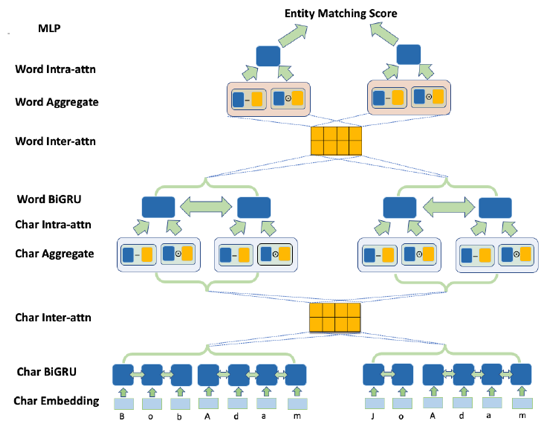 Entity Matching Score
MLP
Word Intra-attn
Word Aggregate
Word Inter-attn
Word BiGRU
Char Intra-attn
Char Aggregate
Char Inter-attn
Char BiGRU
Char Embedding
B o b A d a m J o A d a m